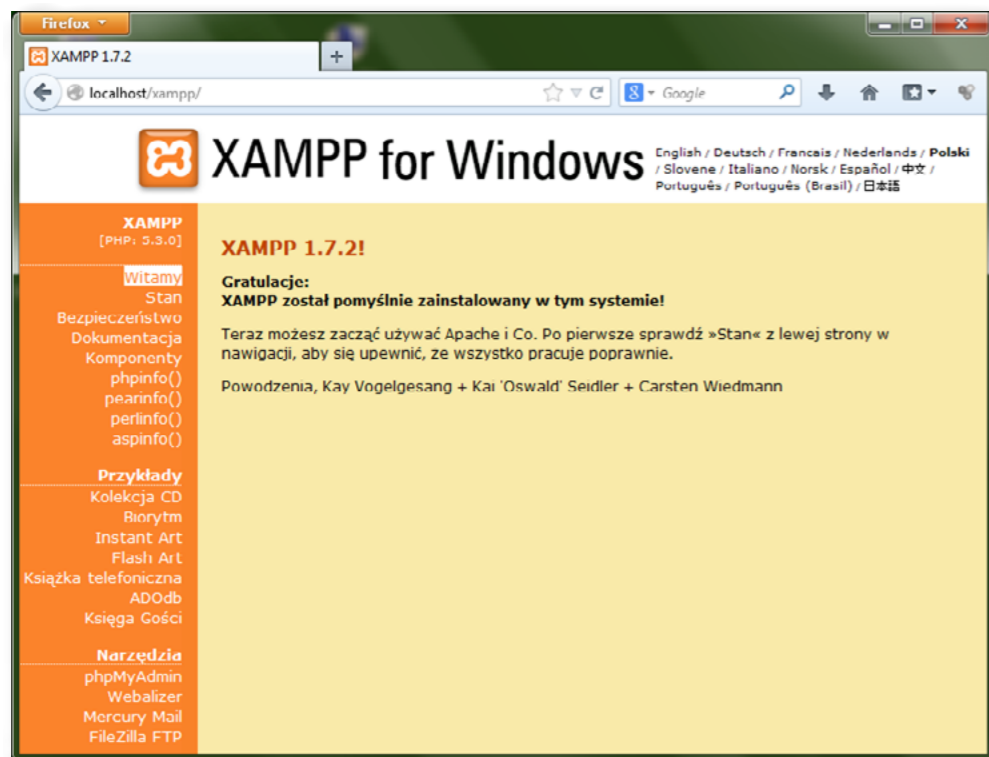 Firefox
XAMPP 1.7.2
localhost/xampp/
Google
XAMPP for Windows
English / Deutsch / Francais / Nederlands / Polski
/ Slovene / Italiano / Norsk / Español / 中文 /
Português / Português (Brasil) / 日本語
XAMPP
[PHP: 5.3.0]
Witamy
Stan
Bezpieczeństwo
Dokumentacja
Komponenty
phpinfo()
pearinfo()
perlinfo()
aspinfo()
Przykłady
Kolekcja CD
Biorytm
Instant Art
Flash Art
Książka telefoniczna
ADOdb
Księga Gości
Narzędzia
phpMyAdmin
Webalizer
Mercury Mail
FileZilla FTP
XAMPP 1.7.2!
Gratulacje:
XAMPP został pomyślnie zainstalowany w tym systemie!
Teraz możesz zacząć używać Apache i Co. Po pierwsze sprawdź »Stan« z lewej strony w
nawigacji, aby się upewnić, ze wszystko pracuje poprawnie.
Powodzenia, Kay Vogelgesang + Kai 'Oswald' Seidler + Carsten Wiedmann